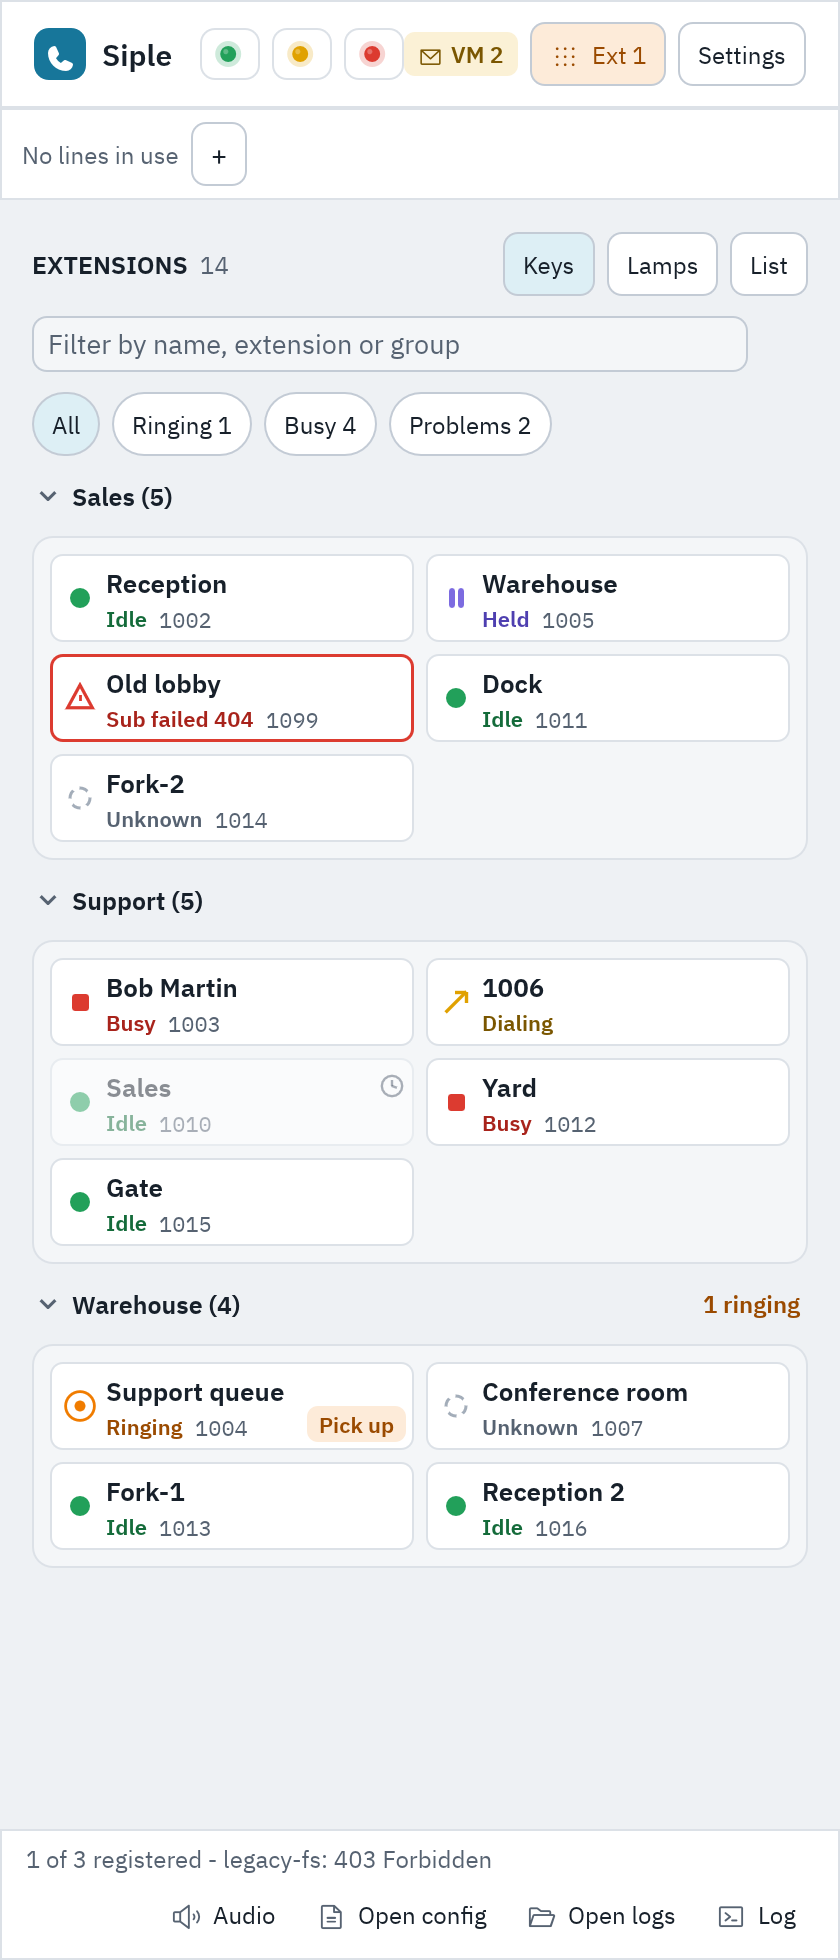 Siple VM 2 Ext 1 Settings
No lines in use +
EXTENSIONS 14 Keys Lamps List
Filter by name, extension or group
All Ringing 1 Busy 4 Problems 2
Sales (5)
Reception
Idle 1002
Warehouse
Held 1005
Old lobby
Sub failed 404 1099
Dock
Idle 1011
Fork-2
Unknown 1014
Support (5)
Bob Martin
Busy 1003
1006
Dialing
Sales
Idle 1010
Yard
Busy 1012
Gate
Idle 1015
Warehouse (4) 1 ringing
Support queue
Ringing 1004 Pick up
Conference room
Unknown 1007
Fork-1
Idle 1013
Reception 2
Idle 1016
1 of 3 registered - legacy-fs: 403 Forbidden
Audio Open config Open logs Log